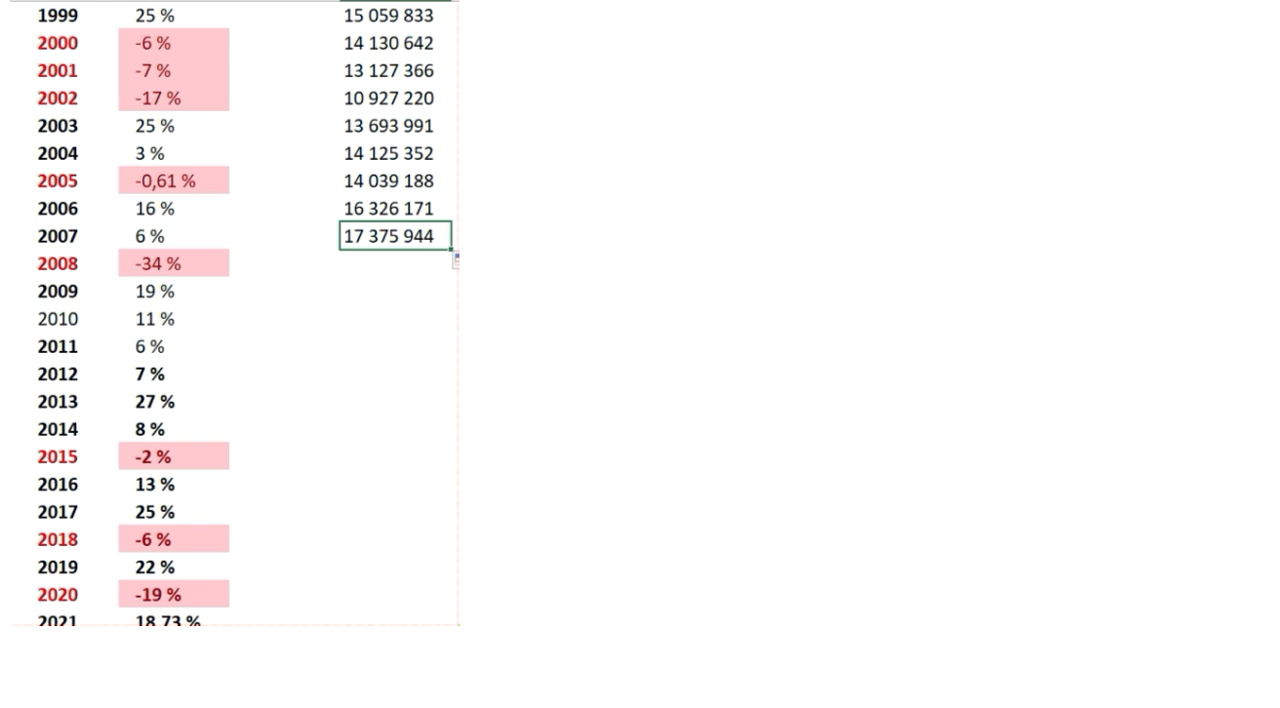 1999 25 % 15 059 833
2000 -6 % 14 130 642
2001 -7 % 13 127 366
2002 -17 % 10 927 220
2003 25 % 13 693 991
2004 3 % 14 125 352
2005 -0,61 % 14 039 188
2006 16 % 16 326 171
2007 6 % 17 375 944
2008 -34 %
2009 19 %
2010 11 %
2011 6 %
2012 7 %
2013 27 %
2014 8 %
2015 -2 %
2016 13 %
2017 25 %
2018 -6 %
2019 22 %
2020 -19 %
2021 18,73 %